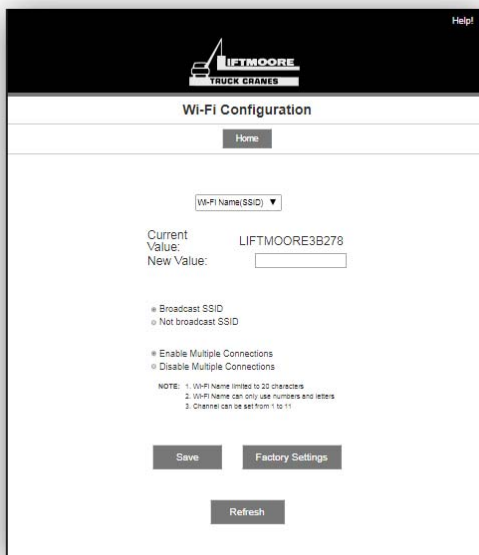 Help!
LIFTMOORE
TRUCK CRANES
Wi-Fi Configuration
Home
Wi-Fi Name(SSID) ▼
Current
Value: LIFTMOORE3B278
New Value:
Broadcast SSID
Not broadcast SSID
Enable Multiple Connections
Disable Multiple Connections
NOTE: 1. Wi-Fi Name limited to 20 characters
2. Wi-Fi Name can only use numbers and letters
3. Channel can be set from 1 to 11
Save Factory Settings
Refresh